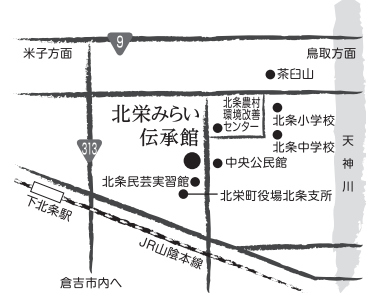 9
米子方面
鳥取方面
茶臼山
北栄みらい
伝承館
北条農村
環境改善
センター
北条小学校
北条中学校
313
中央公民館
天神川
北条民芸実習館
北栄町役場北条支所
下北条駅
JR山陰本線
倉吉市内へ